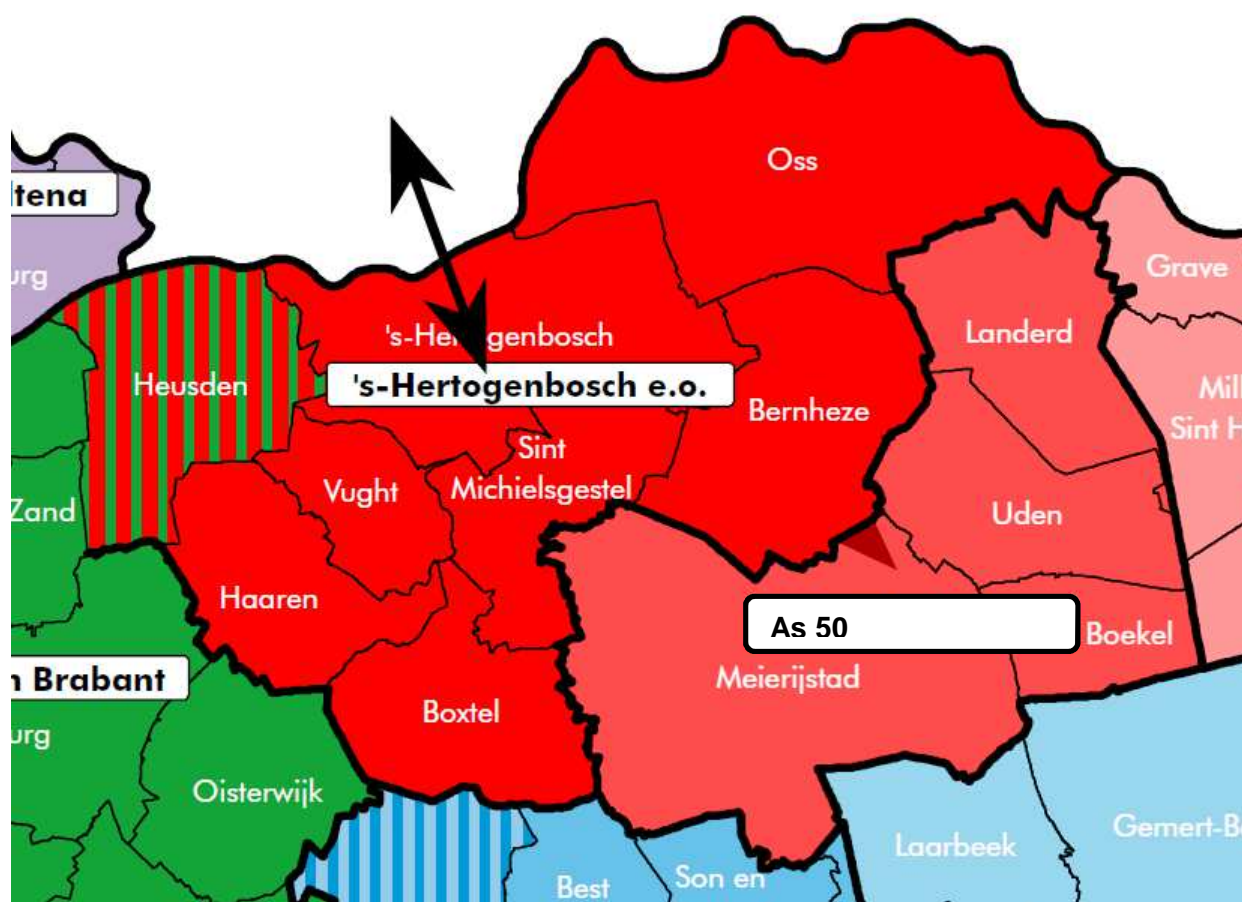 Oss
ltena
urg
Grave
Landerd
's-Hertogenbosch
's-Hertogenbosch e.o.
Heusden
Bernheze
Mill
Sint H
Sint
Michielsgestel
Vught
Zand
Uden
Haaren
As 50
Boekel
n Brabant
Meierijstad
Boxtel
urg
Oisterwijk
Laarbeek
Gemert-B
Son en
Best